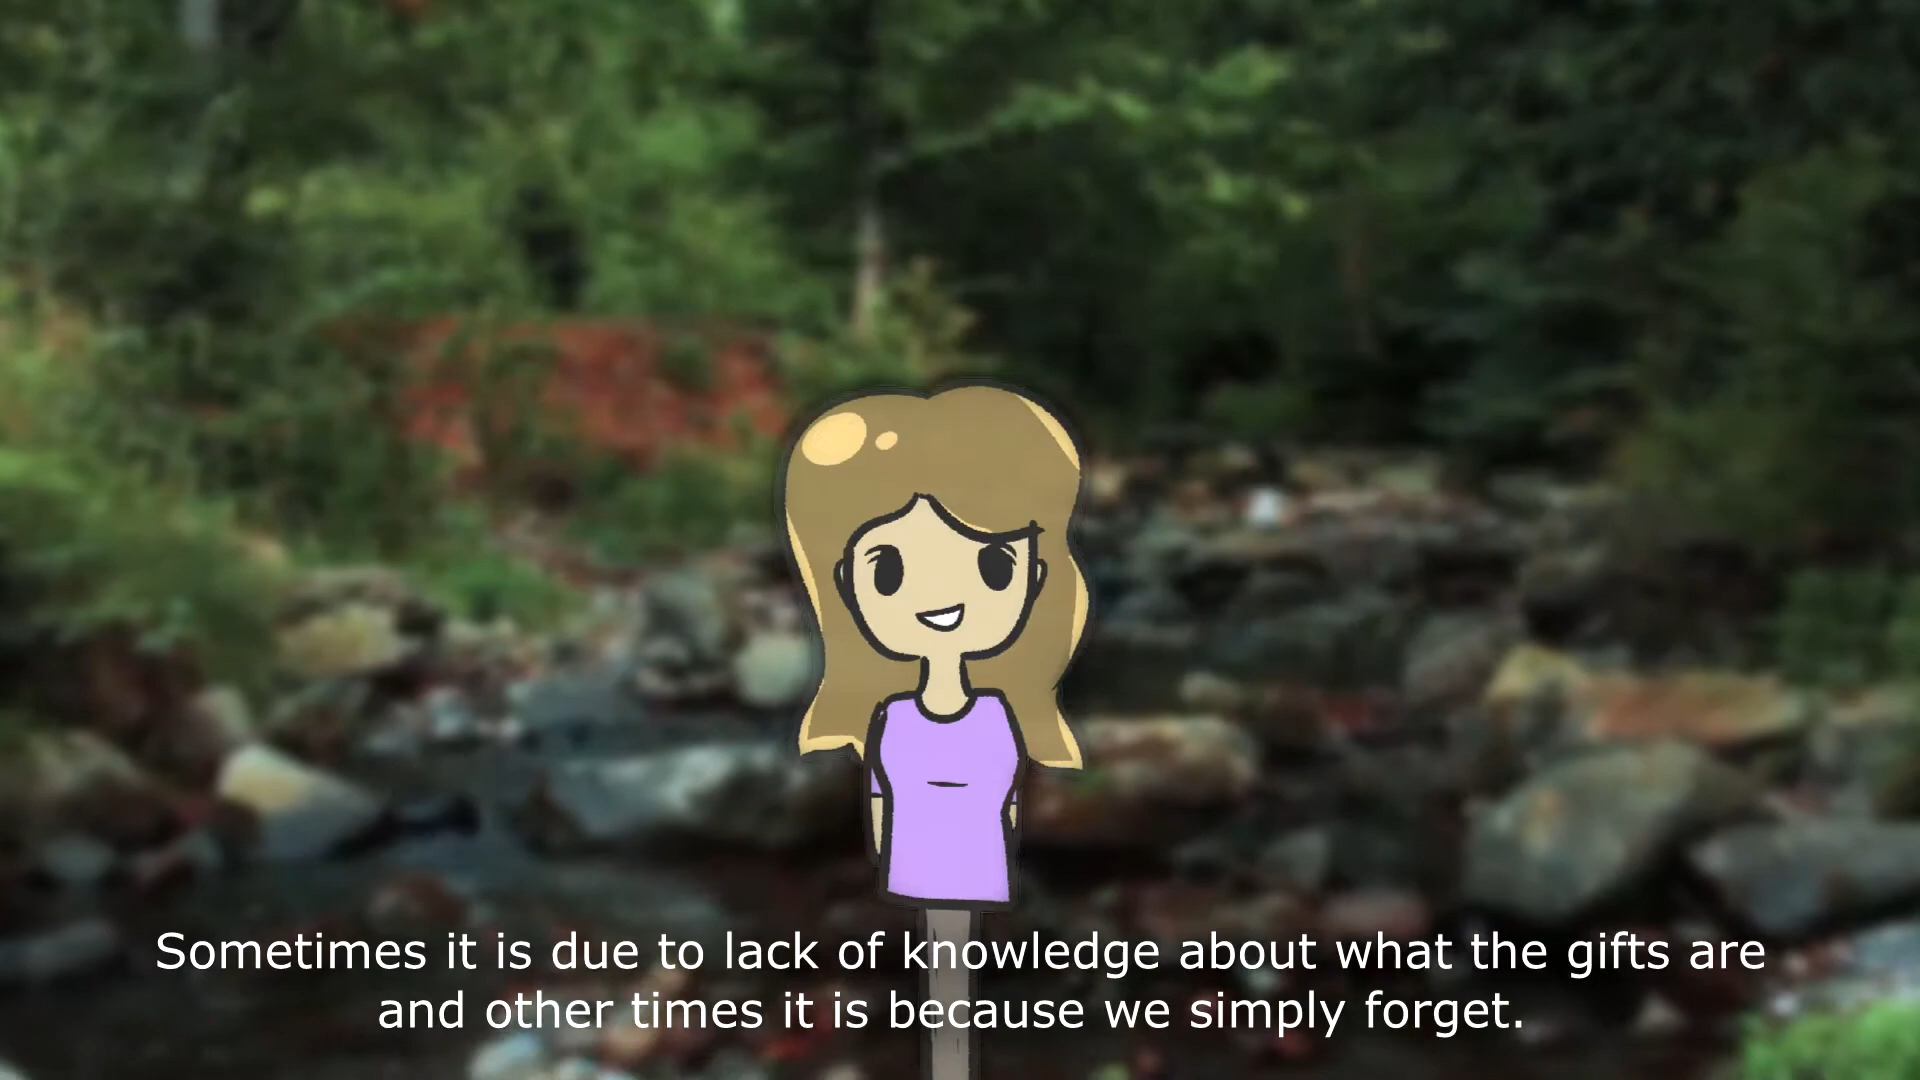 Sometimes it is due to lack of knowledge about what the gifts are
and other times it is because we simply forget.